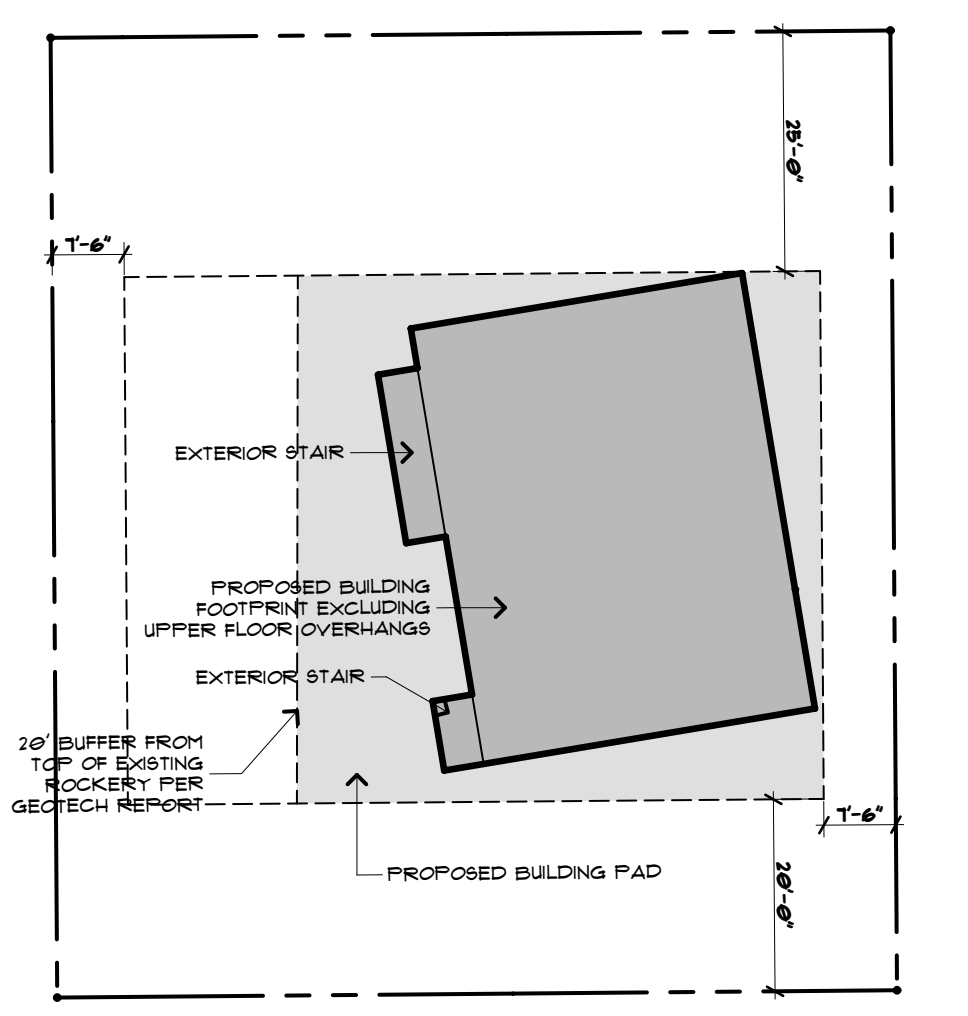 25'-0"
7'-6"
EXTERIOR STAIR
PROPOSED BUILDING
FOOTPRINT EXCLUDING
UPPER FLOOR OVERHANGS
EXTERIOR STAIR
20' BUFFER FROM
TOP OF EXISTING
ROCKERY PER
GEOTECH REPORT
7'-6"
PROPOSED BUILDING PAD
20'-0"